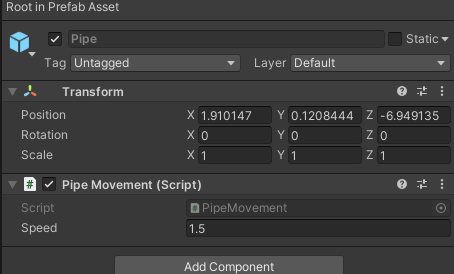 Root in Prefab Asset
Pipe Static
Tag Untagged Layer Default
Transform
Position X 1.910147 Y 0.1208444 Z -6.949135
Rotation X 0 Y 0 Z 0
Scale X 1 Y 1 Z 1
# Pipe Movement (Script)
Script # PipeMovement
Speed 1.5
Add Component